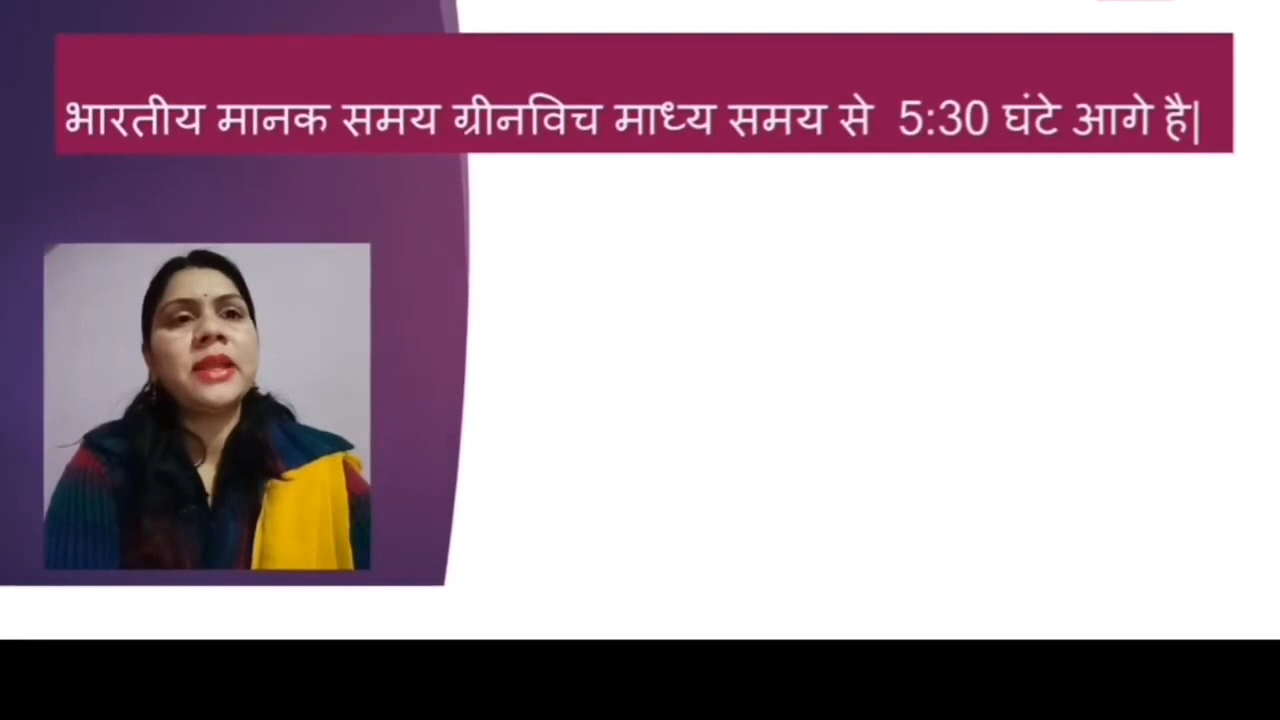 भारतीय मानक समय ग्रीनविच माध्य समय से 5:30 घंटे आगे है|